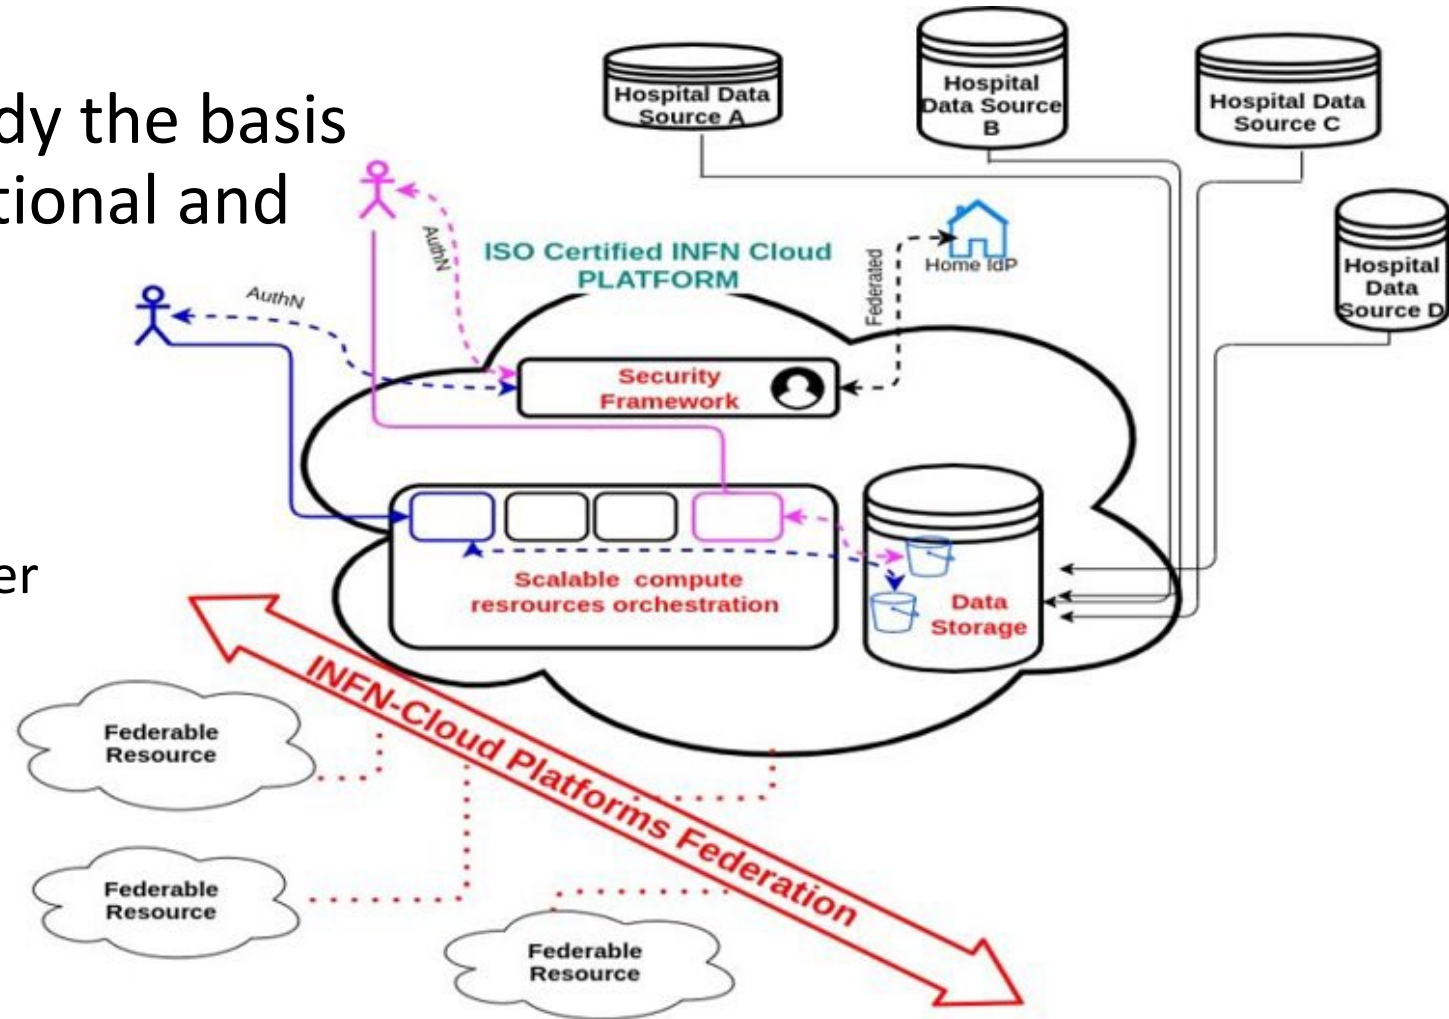 dy the basis
tional and
er
Hospital Data
Source A
Hospital
Data Source
B
Hospital Data
Source C
Hospital
Data
Source D
AuthN
AuthN
ISO Certified INFN Cloud
PLATFORM
Federated
Home IdP
Security
Framework
Scalable compute
resrources orchestration
Data
Storage
INFN-Cloud Platforms Federation
Federable
Resource
Federable
Resource
Federable
Resource